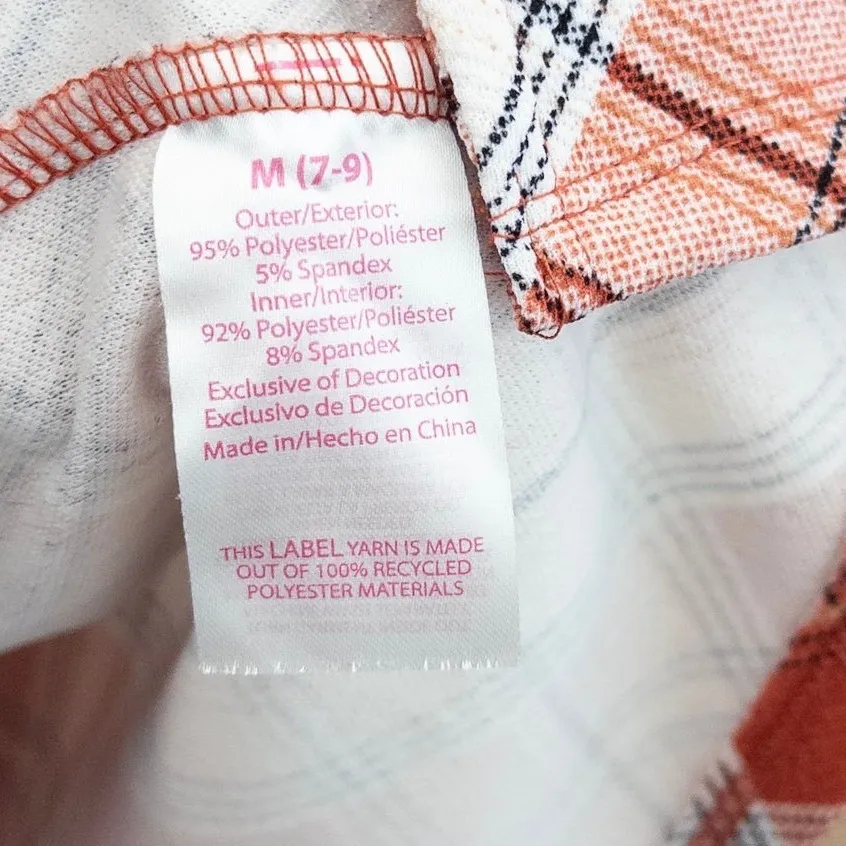 M (7-9)
Outer/Exterior:
95% Polyester/Poliéster
5% Spandex
Inner/Interior:
92% Polyester/Poliéster
8% Spandex
Exclusive of Decoration
Exclusivo de Decoración
Made in/Hecho en China
THIS LABEL YARN IS MADE
OUT OF 100% RECYCLED
POLYESTER MATERIALS